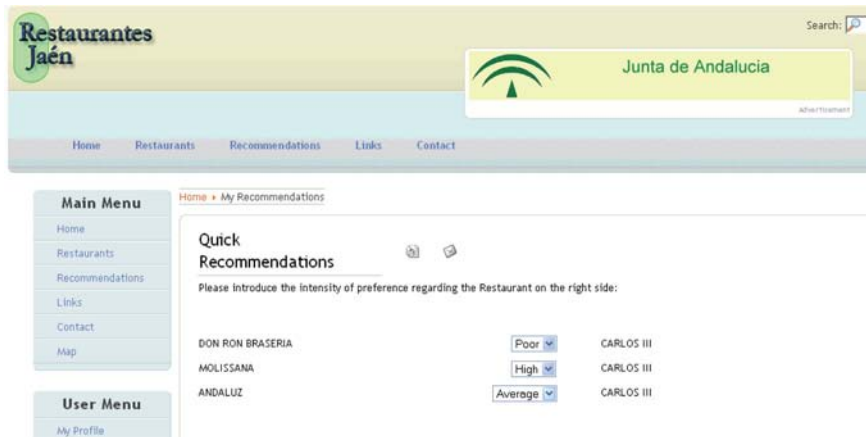 Restaurantes
Jaén
Search:
Junta de Andalucia
Advertisement
Home Restaurants Recommendations Links Contact
Main Menu
Home
Restaurants
Recommendations
Links
Contact
Map
User Menu
My Profile
Home My Recommendations
Quick
Recommendations
Please introduce the intensity of preference regarding the Restaurant on the right side:
DON RON BRASERIA Poor CARLOS III
MOLISSANA High CARLOS III
ANDALUZ Average CARLOS III